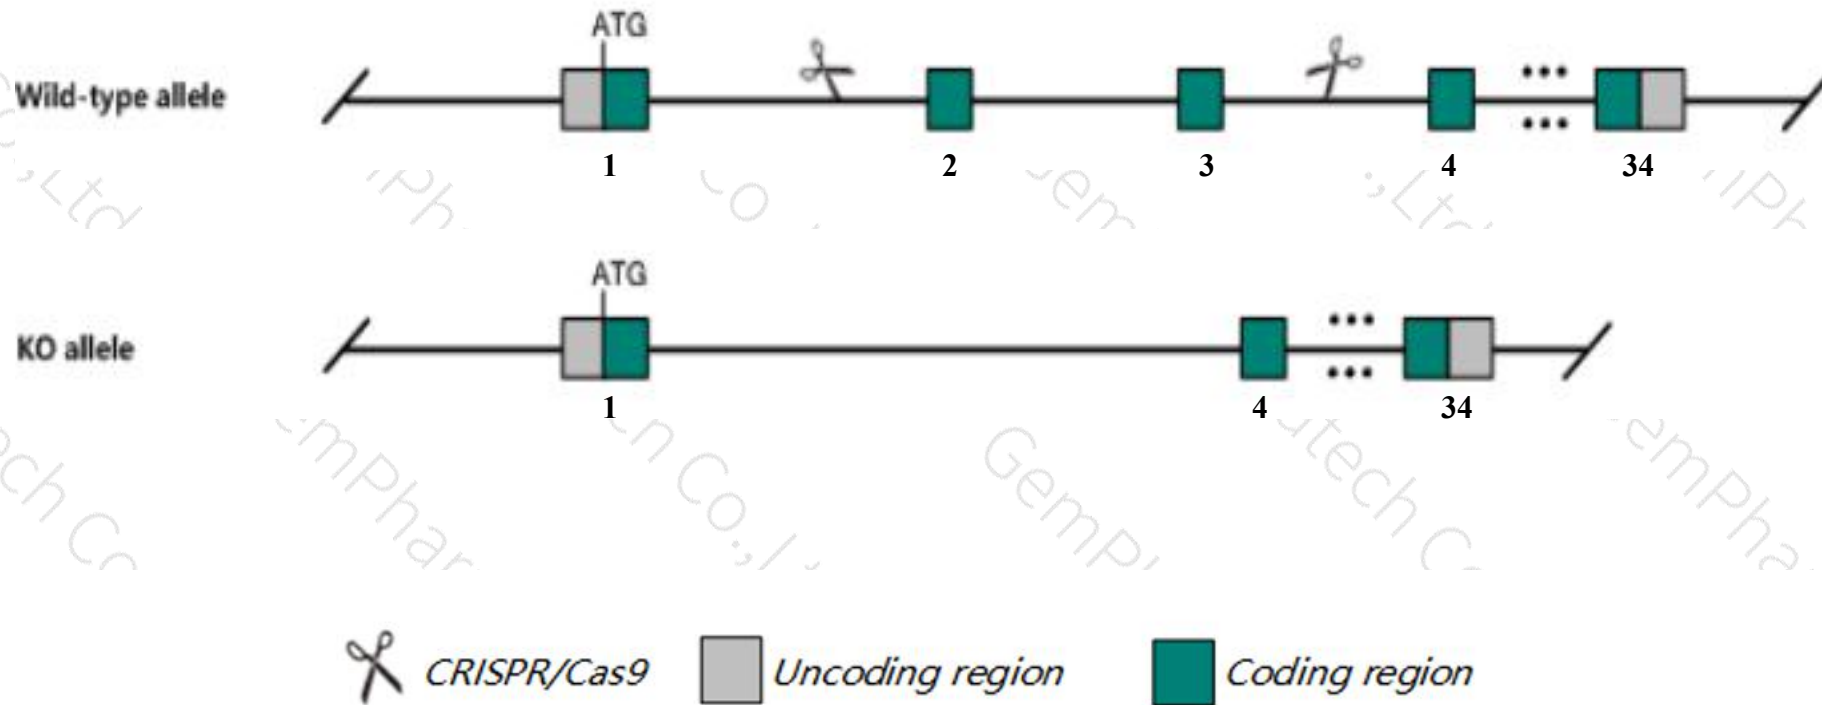 ATG
Wild-type allele
1 2 3 4 34
ATG
KO allele
1 4 34
CRISPR/Cas9 Uncoding region Coding region